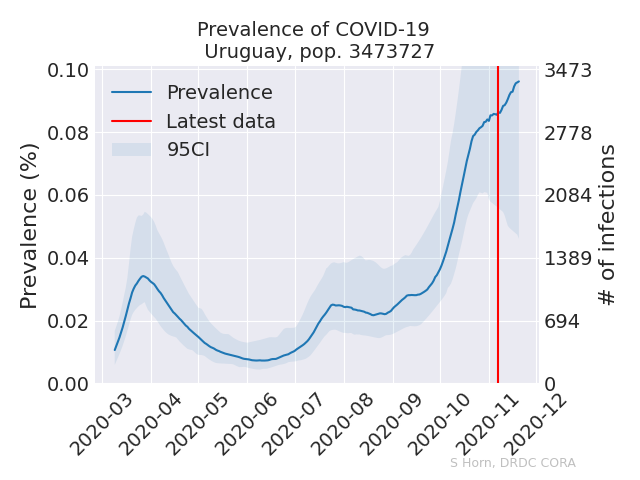 Prevalence of COVID-19
Uruguay, pop. 3473727
Prevalence (%)
0.10
0.08
0.06
0.04
0.02
0.00
Prevalence
Latest data
95CI
3473
2778
2084
1389
694
0
# of infections
2020-03
2020-04
2020-05
2020-06
2020-07
2020-08
2020-09
2020-10
2020-11
2020-12
S Horn, DRDC CORA